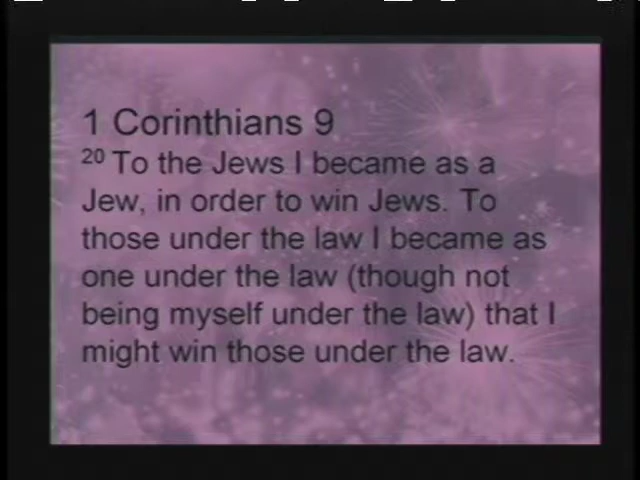 1 Corinthians 9
20 To the Jews I became as a
Jew, in order to win Jews. To
those under the law I became as
one under the law (though not
being myself under the law) that I
might win those under the law.